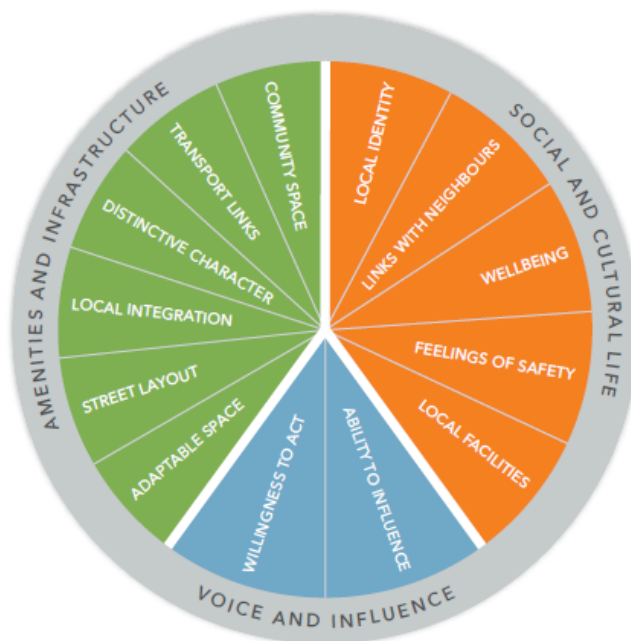 AMENITIES AND INFRASTRUCTURE
COMMUNITY SPACE
TRANSPORT LINKS
DISTINCTIVE CHARACTER
LOCAL INTEGRATION
STREET LAYOUT
ADAPTABLE SPACE
SOCIAL AND CULTURAL LIFE
LOCAL IDENTITY
LINKS WITH NEIGHBOURS
WELLBEING
FEELINGS OF SAFETY
LOCAL FACILITIES
VOICE AND INFLUENCE
WILLINGNESS TO ACT
ABILITY TO INFLUENCE